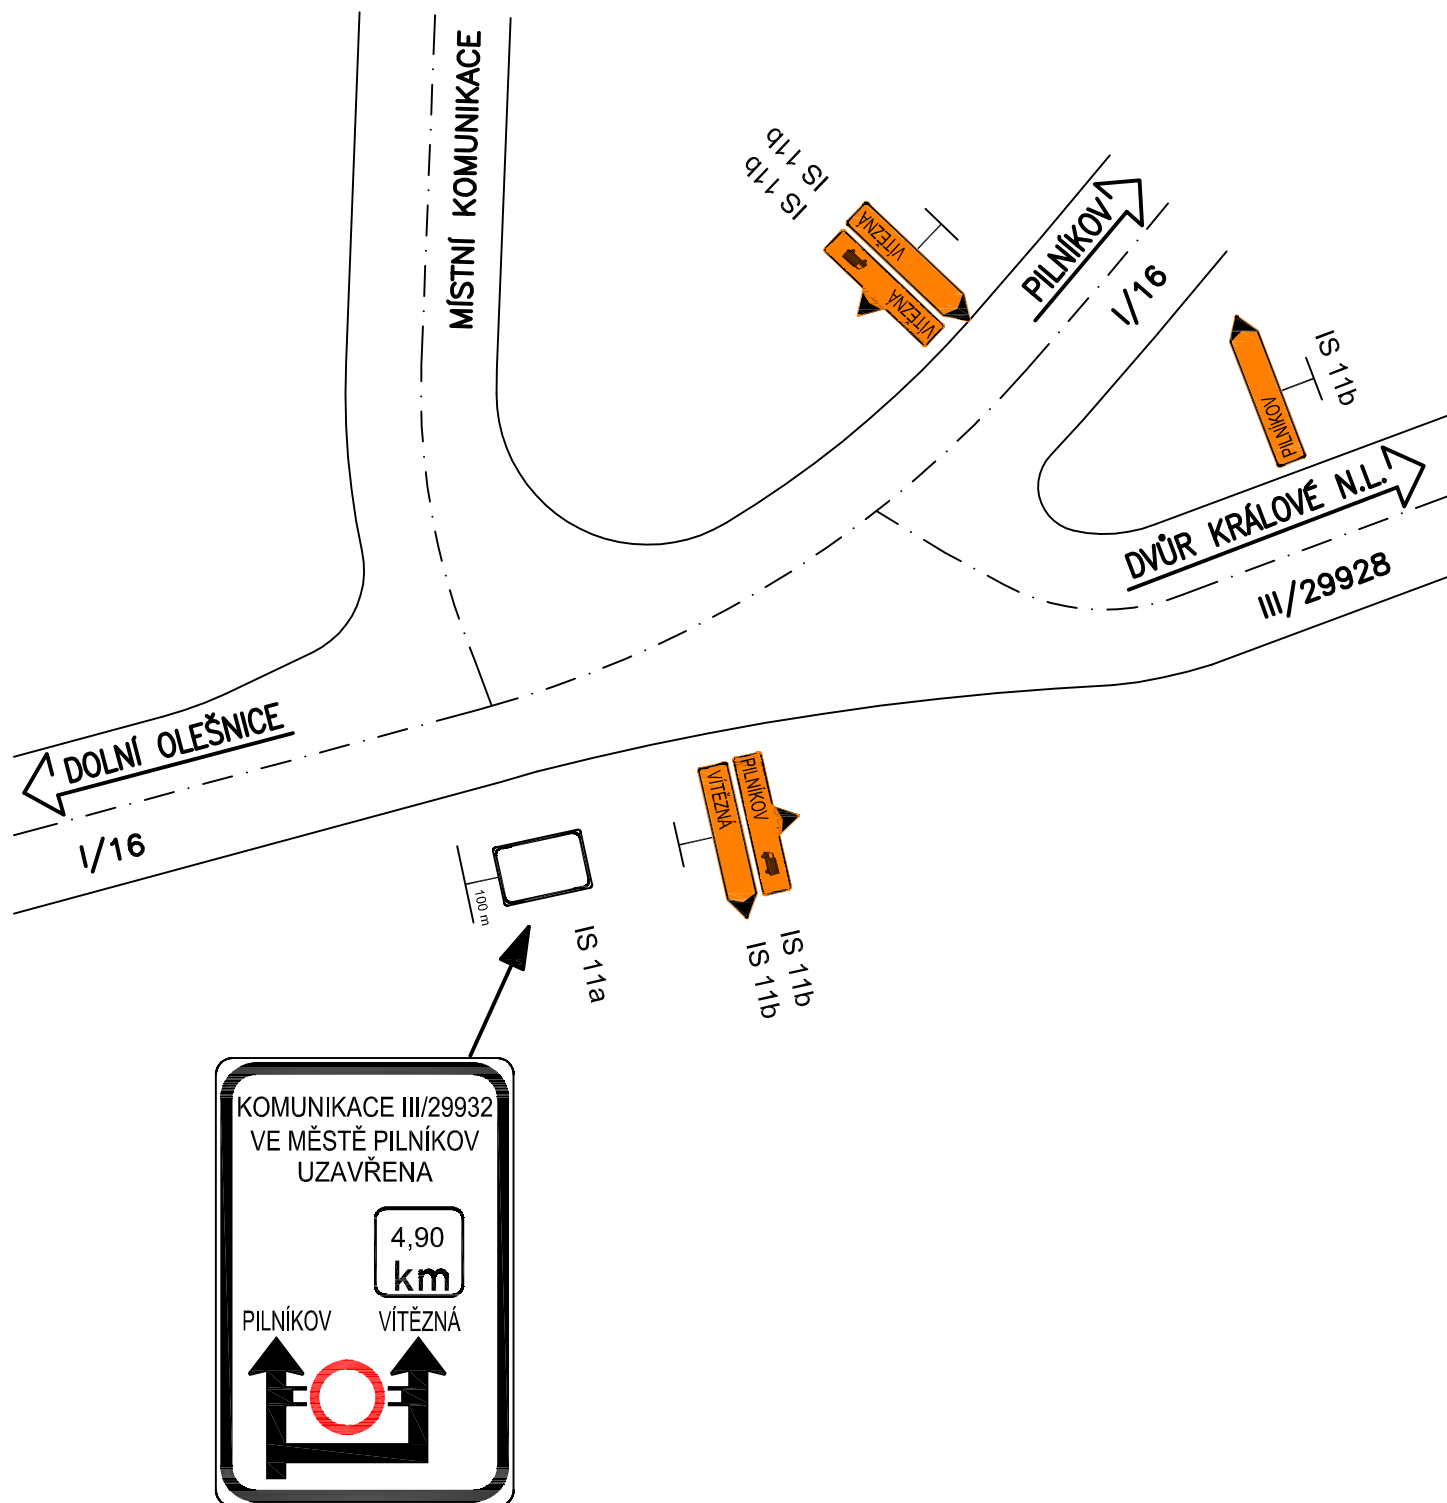 MÍSTNÍ KOMUNIKACE
IS 11b
IS 11b
VÍTĚZNÁ
VÍTĚZNÁ
PILNÍKOV
I/16
IS 11b
PILNÍKOV
DVŮR KRÁLOVÉ N.L.
III/29928
DOLNÍ OLEŠNICE
I/16
PILNÍKOV
VÍTĚZNÁ
100 m
IS 11a
IS 11b
IS 11b
KOMUNIKACE III/29932
VE MĚSTĚ PILNÍKOV
UZAVŘENA
4,90
km
PILNÍKOV VÍTĚZNÁ